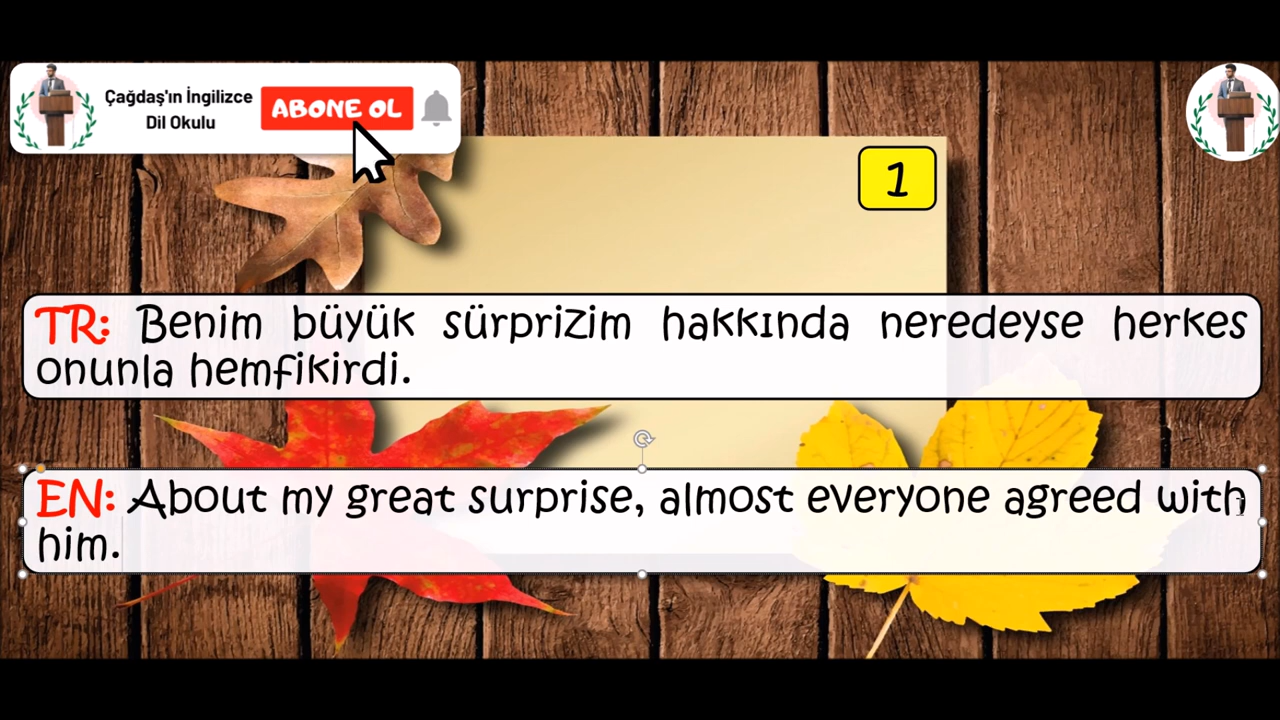 Çağdaş'ın İngilizce
Dil Okulu
ABONE OL
1
TR: Benim büyük sürprizim hakkında neredeyse herkes
onunla hemfikirdi.
EN: About my great surprise, almost everyone agreed with
him.